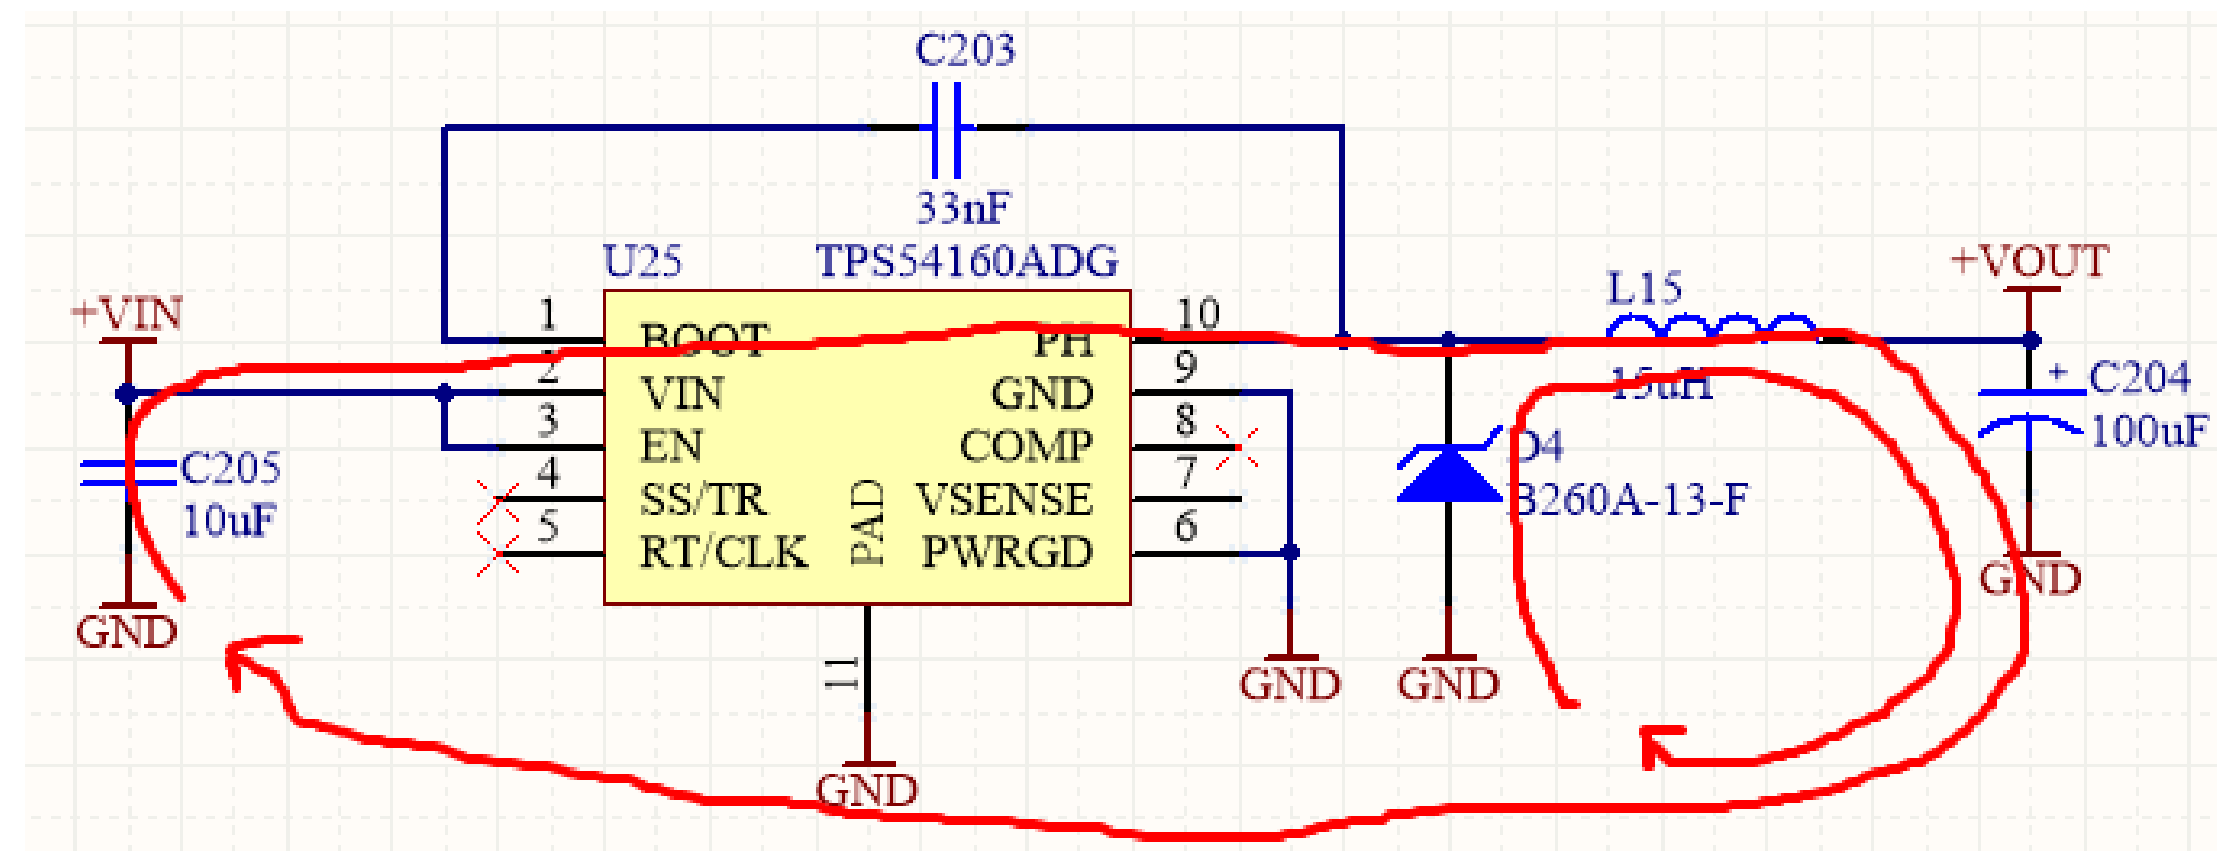 C203
33nF
U25
TPS54160ADG
+VIN
1
BOOT
2
VIN
3
EN
4
SS/TR
5
RT/CLK
PAD
11
GND
10
PH
9
GND
8
COMP
7
VSENSE
6
PWRGD
C205
10uF
GND
GND
D4
B260A-13-F
GND
L15
15uH
+VOUT
+
C204
100uF
GND